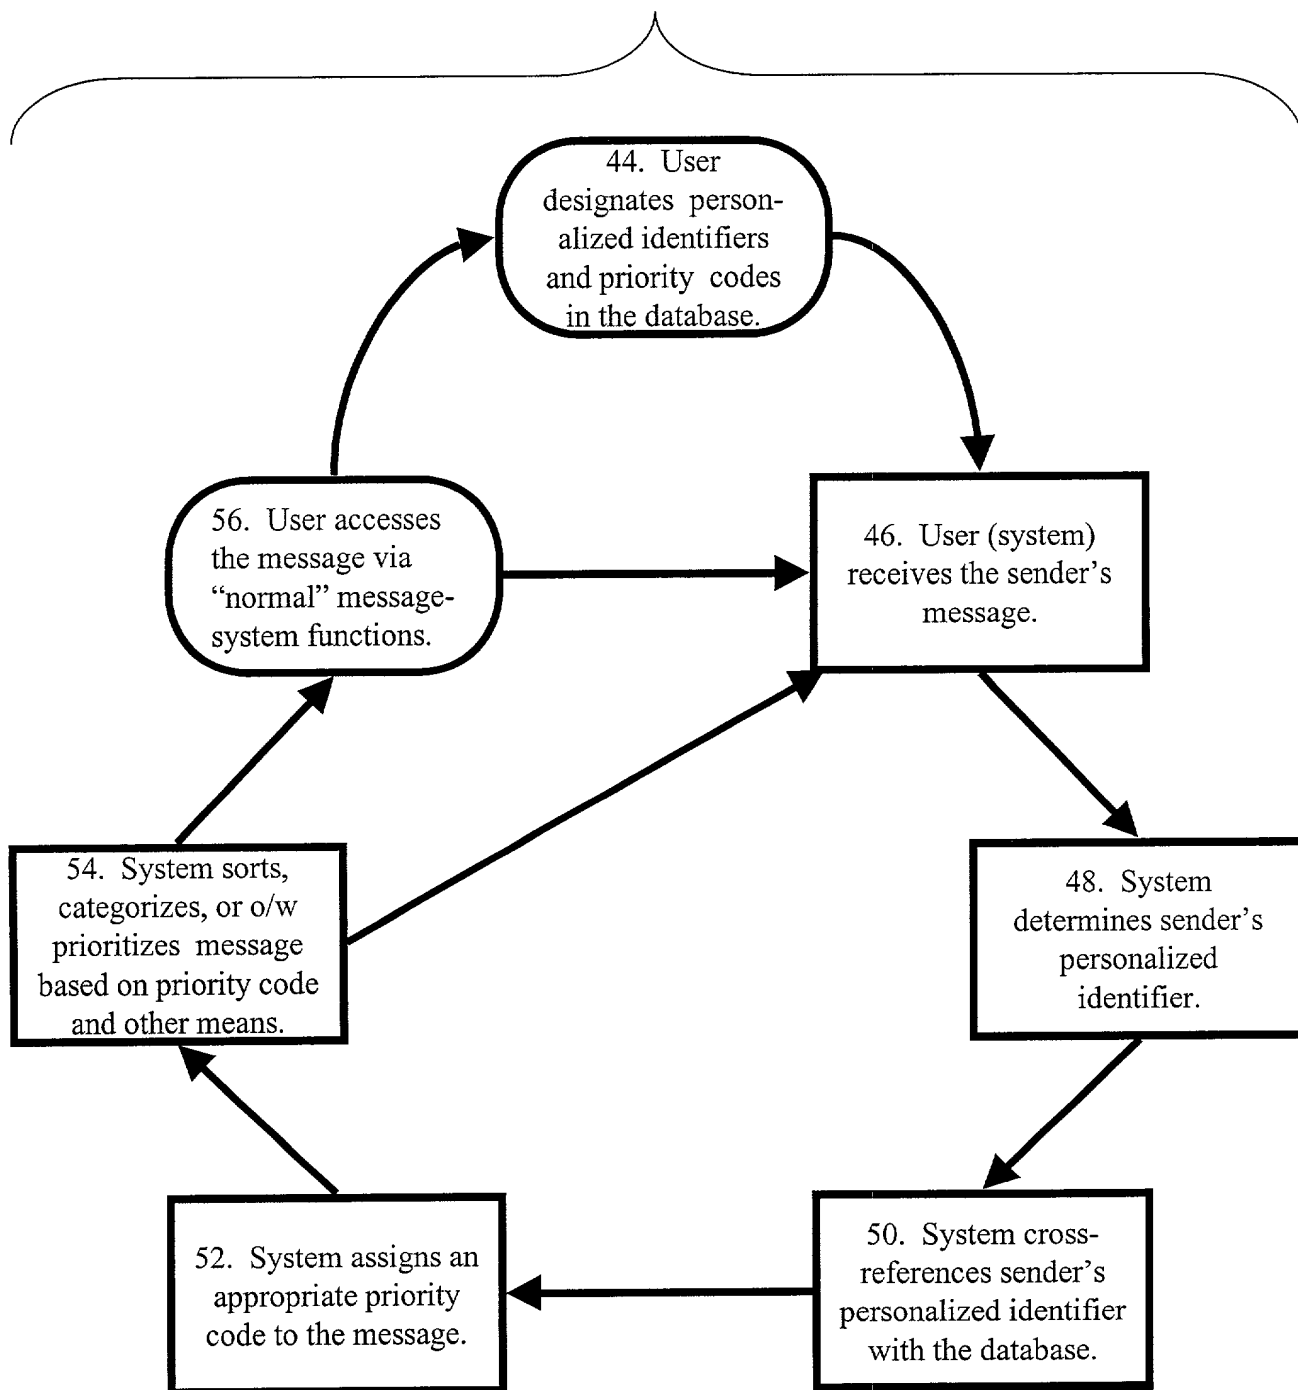 44. User
designates person-
alized identifiers
and priority codes
in the database.
56. User accesses
the message via
“normal” message-
system functions.
46. User (system)
receives the sender’s
message.
54. System sorts,
categorizes, or o/w
prioritizes message
based on priority code
and other means.
48. System
determines sender’s
personalized
identifier.
52. System assigns an
appropriate priority
code to the message.
50. System cross-
references sender’s
personalized identifier
with the database.